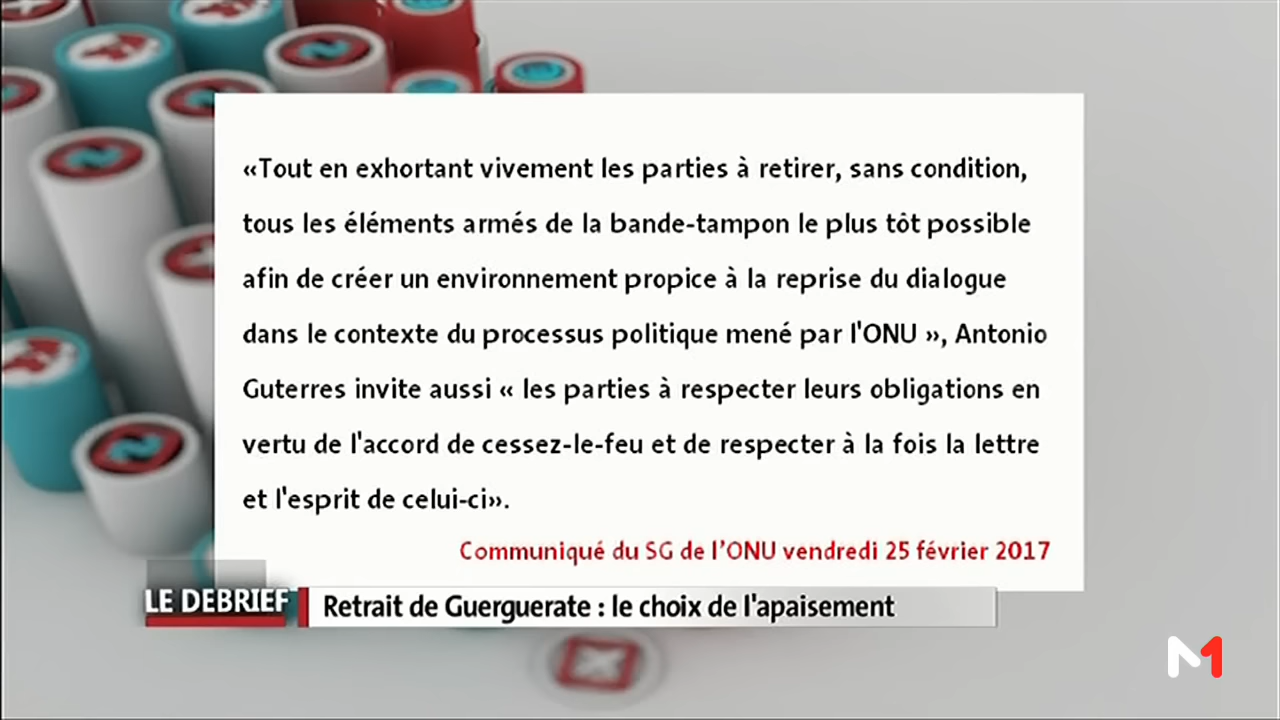 «Tout en exhortant vivement les parties à retirer, sans condition,
tous les éléments armés de la bande-tampon le plus tôt possible
afin de créer un environnement propice à la reprise du dialogue
dans le contexte du processus politique mené par l'ONU », Antonio
Guterres invite aussi « les parties à respecter leurs obligations en
vertu de l'accord de cessez-le-feu et de respecter à la fois la lettre
et l'esprit de celui-ci».
Communiqué du SG de l’ONU vendredi 25 février 2017
LE DEBRIEF
Retrait de Guerguerate : le choix de l'apaisement
M1